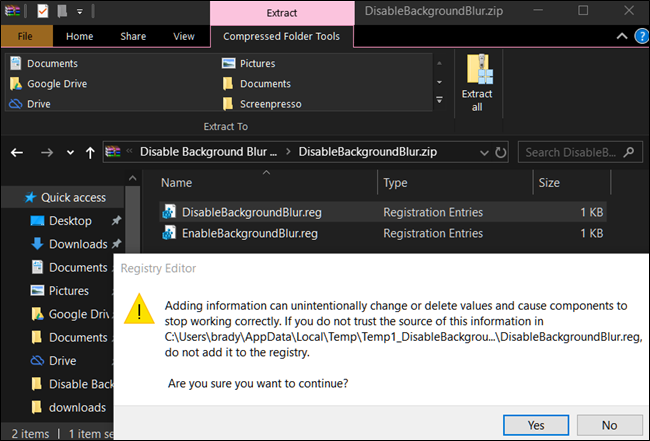 Extract
DisableBackgroundBlur.zip
File
Home
Share
View
Compressed Folder Tools
Documents
Pictures
Google Drive
Documents
Drive
Screenpresso
Extract
all
Extract To
« Disable Background Blur ... > DisableBackgroundBlur.zip
Search DisableB...
Name
Type
Size
Quick access
Desktop
Downloads
Documents
Pictures
Google Driv
Documents
Drive
Disable Back
downloads
DisableBackgroundBlur.reg
Registration Entries
1 KB
EnableBackgroundBlur.reg
Registration Entries
1 KB
Registry Editor
Adding information can unintentionally change or delete values and cause components to
stop working correctly. If you do not trust the source of this information in
C:\Users\brady\AppData\Local\Temp\Temp1_DisableBackgrou...\DisableBackgroundBlur.reg,
do not add it to the registry.
Are you sure you want to continue?
Yes
No
2 items
1 item se